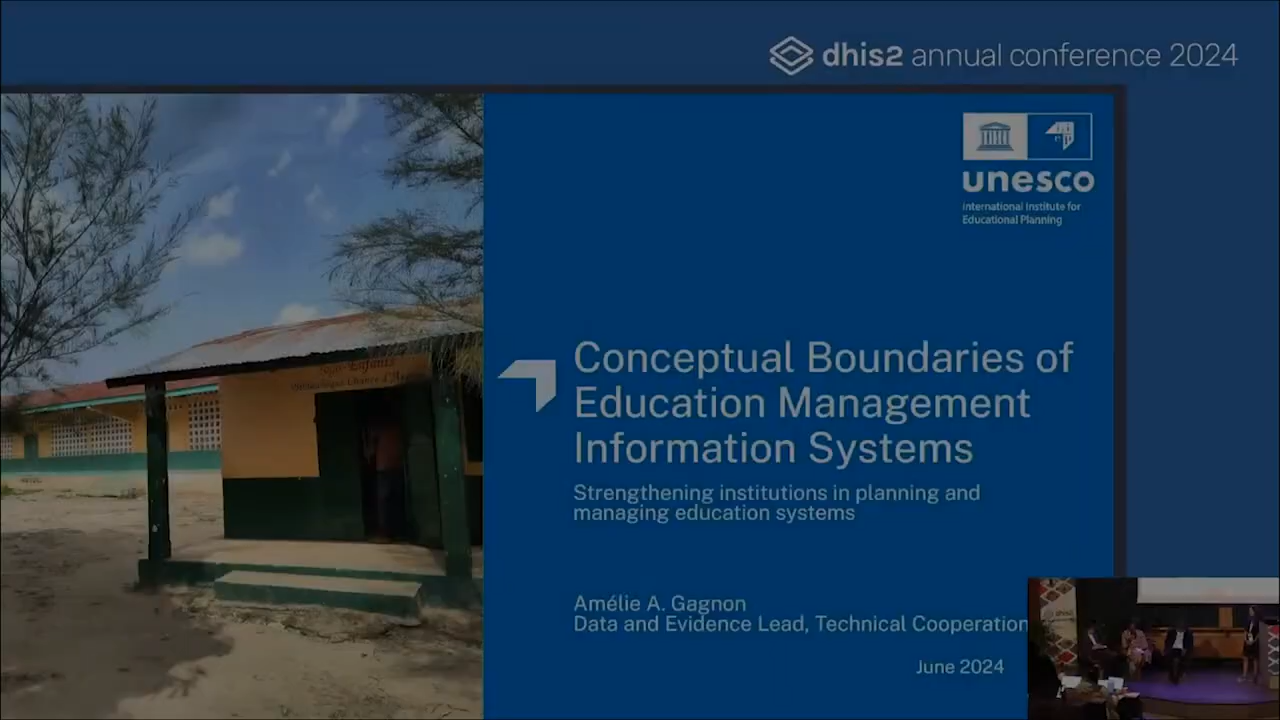 dhis2 annual conference 2024
unesco
International Institute for
Educational Planning
Conceptual Boundaries of
Education Management
Information Systems
Strengthening institutions in planning and
managing education systems
Amélie A. Gagnon
Data and Evidence Lead, Technical Cooperation
June 2024